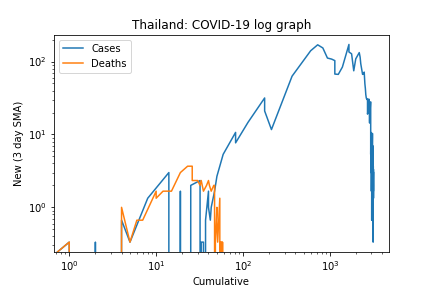 Thailand: COVID-19 log graph
Cases
Deaths
New (3 day SMA)
10²
10¹
10⁰
10⁰ 10¹ 10² 10³
Cumulative